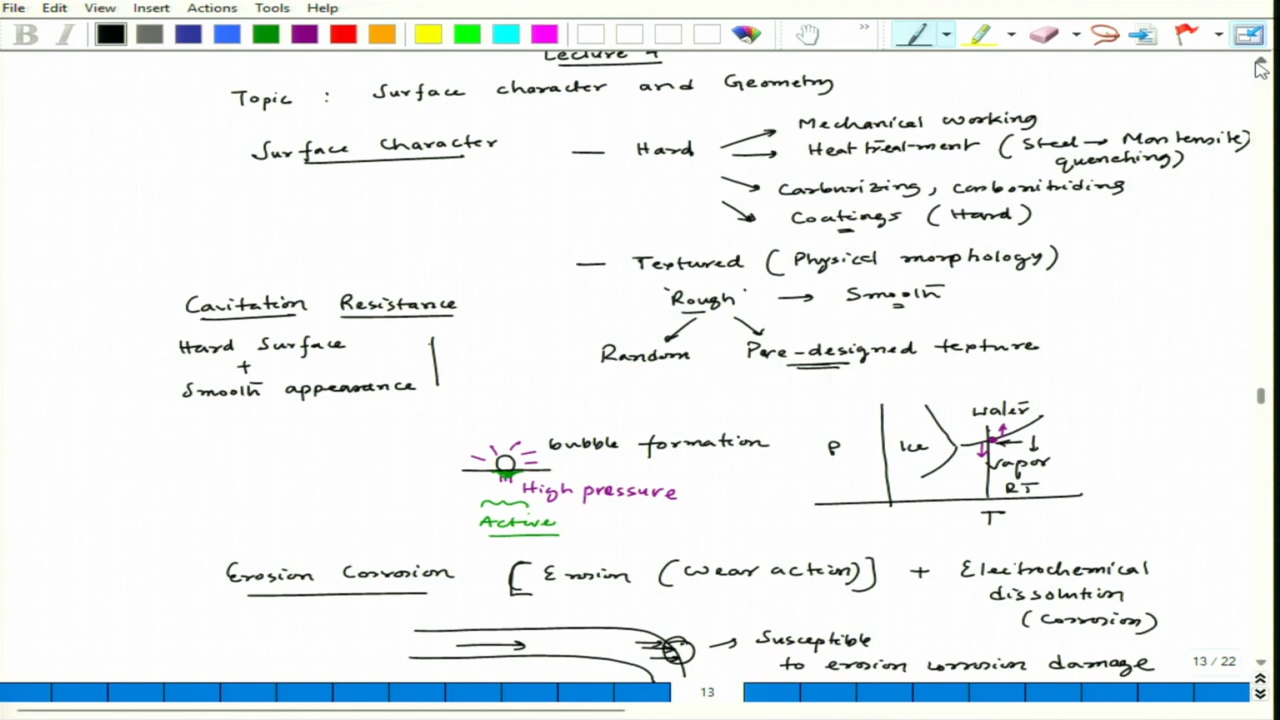 File Edit View Insert Actions Tools Help
B I
Lecture
Topic : Surface character and Geometry
Surface Character — Hard
Mechanical working
Heat treatment (Steel → Martensite)
quenching)
Carburizing, carbonitriding
Coatings (Hard)
— Textured (Physical morphology)
'Rough' → Smooth
Random Pre-designed texture
Cavitation Resistance
Hard Surface
+
Smooth appearance
bubble formation
High pressure
Active
P Ice water
vapor
RT
T
Erosion Corrosion [Erosion (wear action)] + Electrochemical
dissolution
(corrosion)
→ Susceptible
to erosion corrosion damage
13 / 22
13